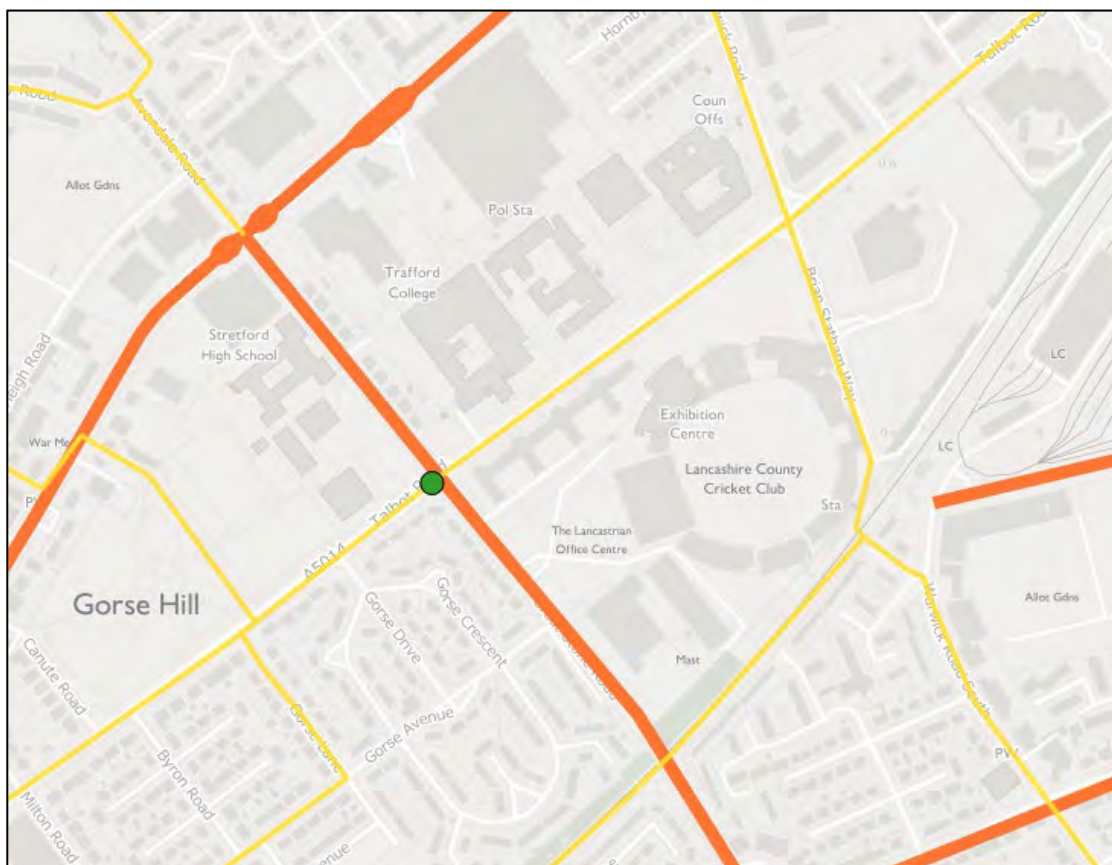 Hornby
Talbot Road
Road
Road
Avondale Road
Coun
Offs
Allot Gdns
Pol Sta
Trafford
College
Stretford
High School
Brian Statham Way
LC
Exhibition
Centre
War Me
LC
Lancashire County
Cricket Club
Sta
Talbot
A5014
The Lancastrian
Office Centre
Gorse Hill
Gorse Drive
Gorse Crescent
Allot Gdns
Road
Mast
Warwick Road South
Canute Road
Gorse Lane
Gorse Avenue
PW
Byron Road
Milton Road